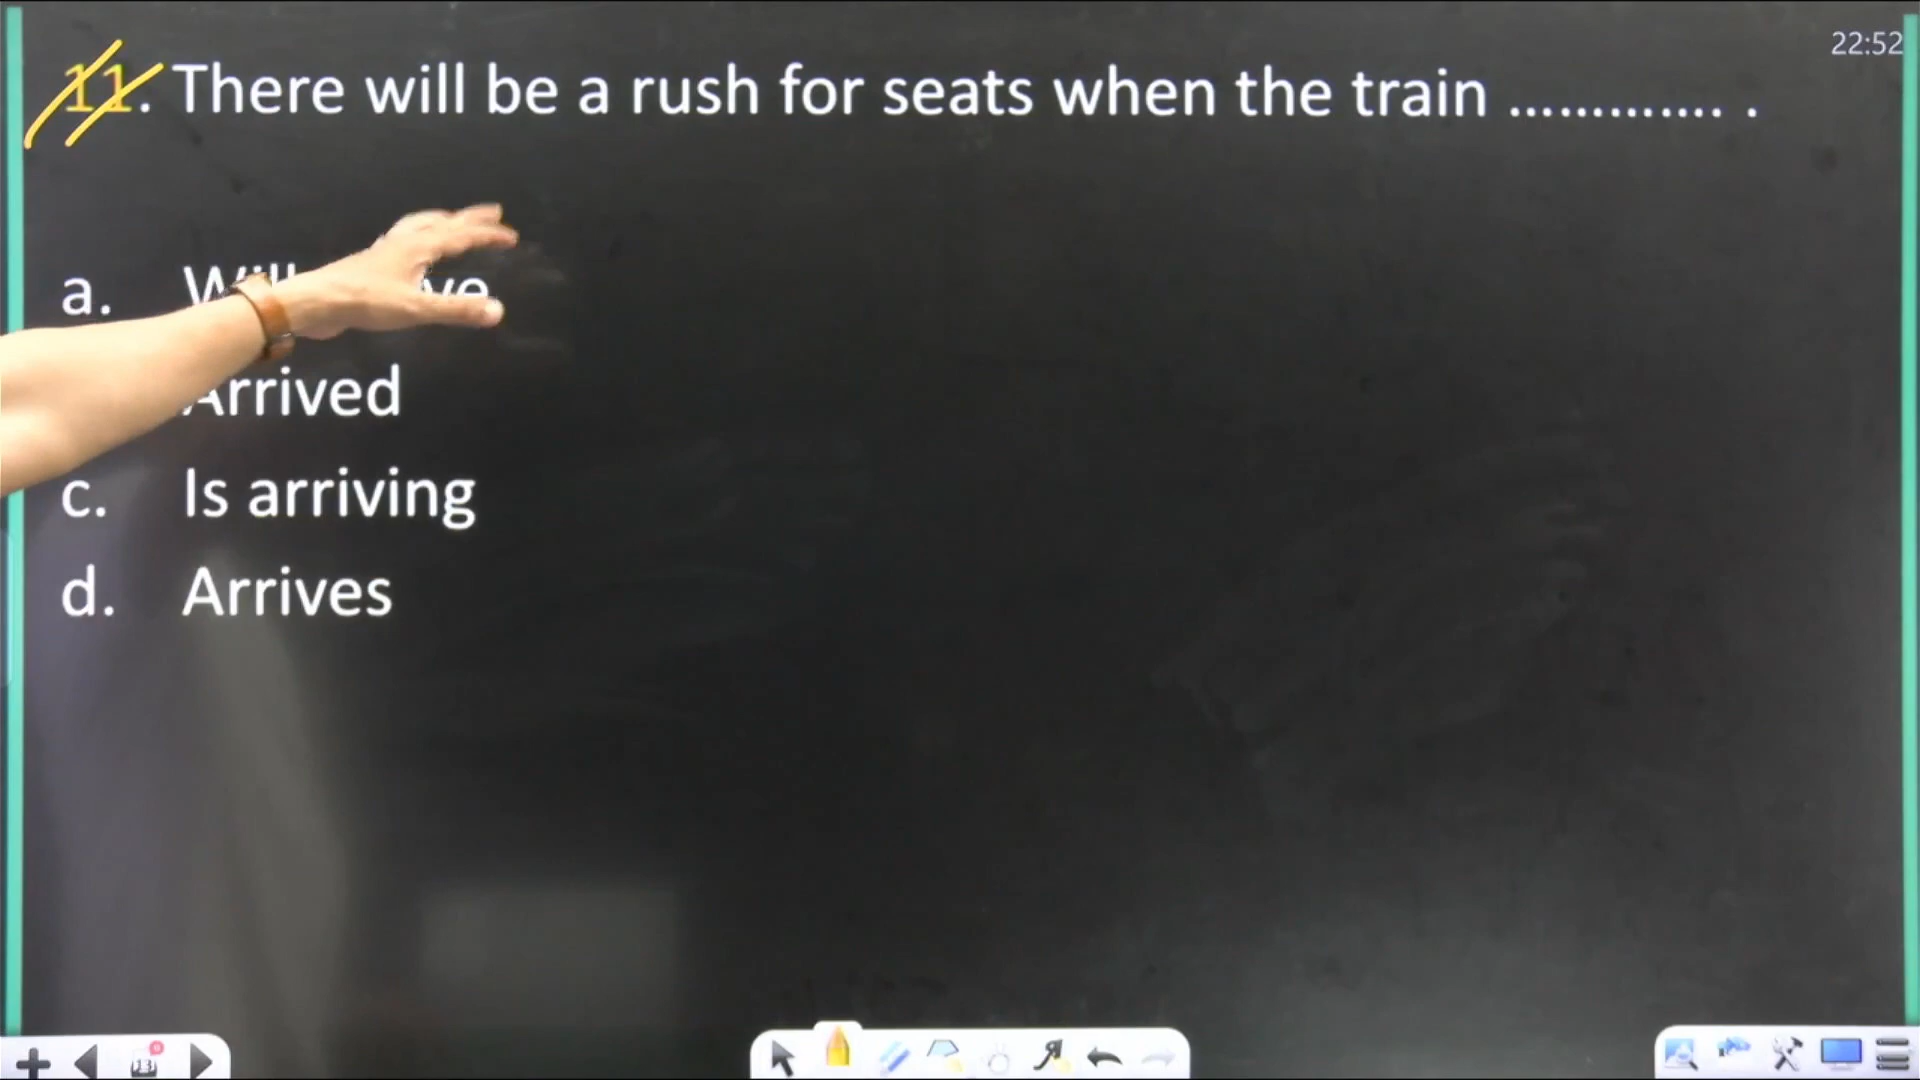 22:52
11. There will be a rush for seats when the train ............. .
a.
Arrived
c. Is arriving
d. Arrives